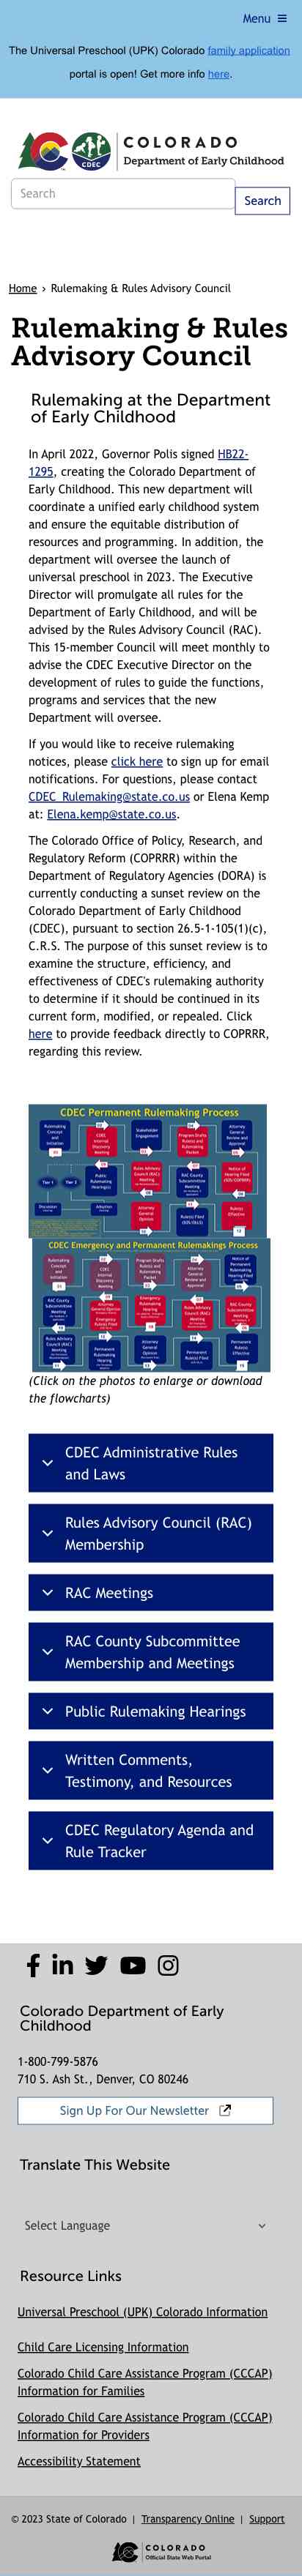 Menu
The Universal Preschool (UPK) Colorado family application
portal is open! Get more info here.
COLORADO
Department of Early Childhood
CDEC
Search
Search
Home › Rulemaking & Rules Advisory Council
Rulemaking & Rules
Advisory Council
Rulemaking at the Department
of Early Childhood
In April 2022, Governor Polis signed HB22-
1295, creating the Colorado Department of
Early Childhood. This new department will
coordinate a unified early childhood system
and ensure the equitable distribution of
resources and programming. In addition, the
department will oversee the launch of
universal preschool in 2023. The Executive
Director will promulgate all rules for the
Department of Early Childhood, and will be
advised by the Rules Advisory Council (RAC).
This 15-member Council will meet monthly to
advise the CDEC Executive Director on the
development of rules to guide the functions,
programs and services that the new
Department will oversee.
If you would like to receive rulemaking
notices, please click here to sign up for email
notifications. For questions, please contact
CDEC_Rulemaking@state.co.us or Elena Kemp
at: Elena.kemp@state.co.us.
The Colorado Office of Policy, Research, and
Regulatory Reform (COPRRR) within the
Department of Regulatory Agencies (DORA) is
currently conducting a sunset review on the
Colorado Department of Early Childhood
(CDEC), pursuant to section 26.5-1-105(1)(c),
C.R.S. The purpose of this sunset review is to
examine the structure, efficiency, and
effectiveness of CDEC's rulemaking authority
to determine if it should be continued in its
current form, modified, or repealed. Click
here to provide feedback directly to COPRRR,
regarding this review.
CDEC Permanent Rulemaking Process
CDEC Emergency and Permanent Rulemakings Process
(Click on the photos to enlarge or download
the flowcharts)
CDEC Administrative Rules
and Laws
Rules Advisory Council (RAC)
Membership
RAC Meetings
RAC County Subcommittee
Membership and Meetings
Public Rulemaking Hearings
Written Comments,
Testimony, and Resources
CDEC Regulatory Agenda and
Rule Tracker
Colorado Department of Early
Childhood
1-800-799-5876
710 S. Ash St., Denver, CO 80246
Sign Up For Our Newsletter
Translate This Website
Select Language
Resource Links
Universal Preschool (UPK) Colorado Information
Child Care Licensing Information
Colorado Child Care Assistance Program (CCCAP)
Information for Families
Colorado Child Care Assistance Program (CCCAP)
Information for Providers
Accessibility Statement
© 2023 State of Colorado | Transparency Online | Support
COLORADO
Official State Web Portal